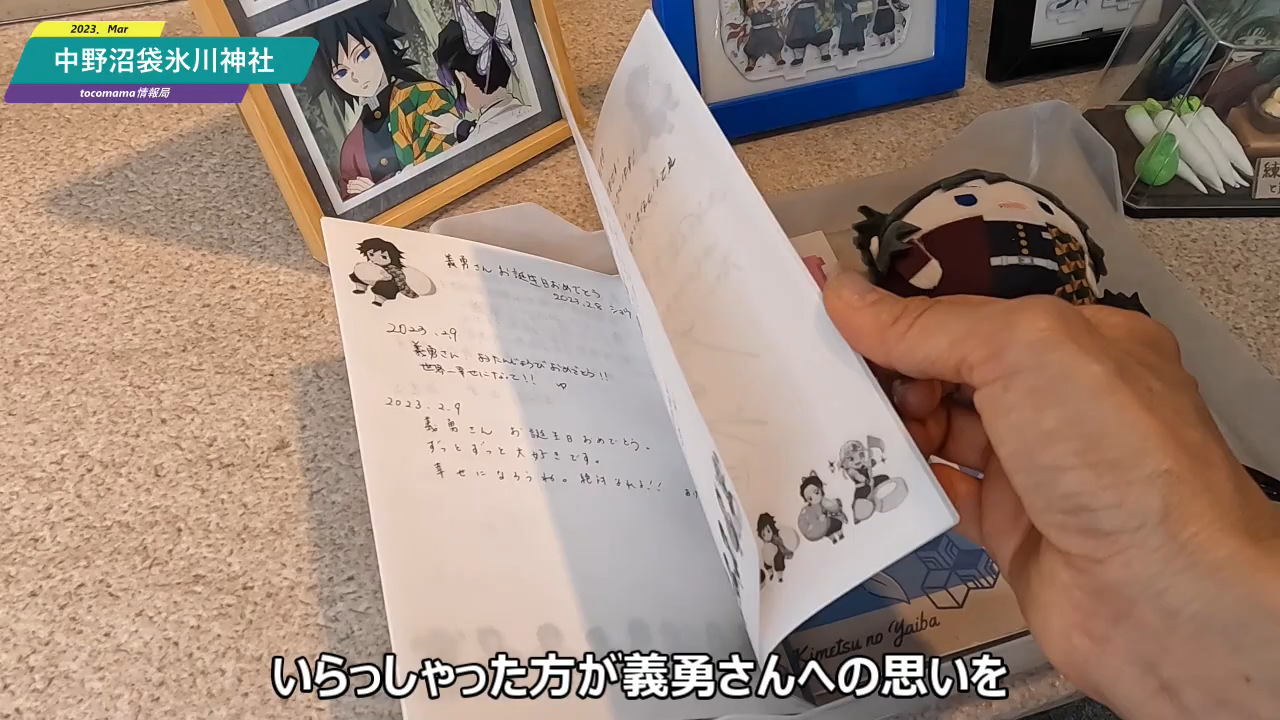 2023. Mar
中野沼袋氷川神社
tocomama情報局
義勇さん お誕生日おめでとう
2023.2.8
2023.2.9
義勇さん おたんじょうびおめでとう!!
世界一幸せになって!!
2023.2.9
義勇さん お誕生日おめでとう。
ずっとずっと大好きです。
幸せになろうね。絶対なれる!!
Kimetsu no Yaiba
練
いらっしゃった方が義勇さんへの思いを